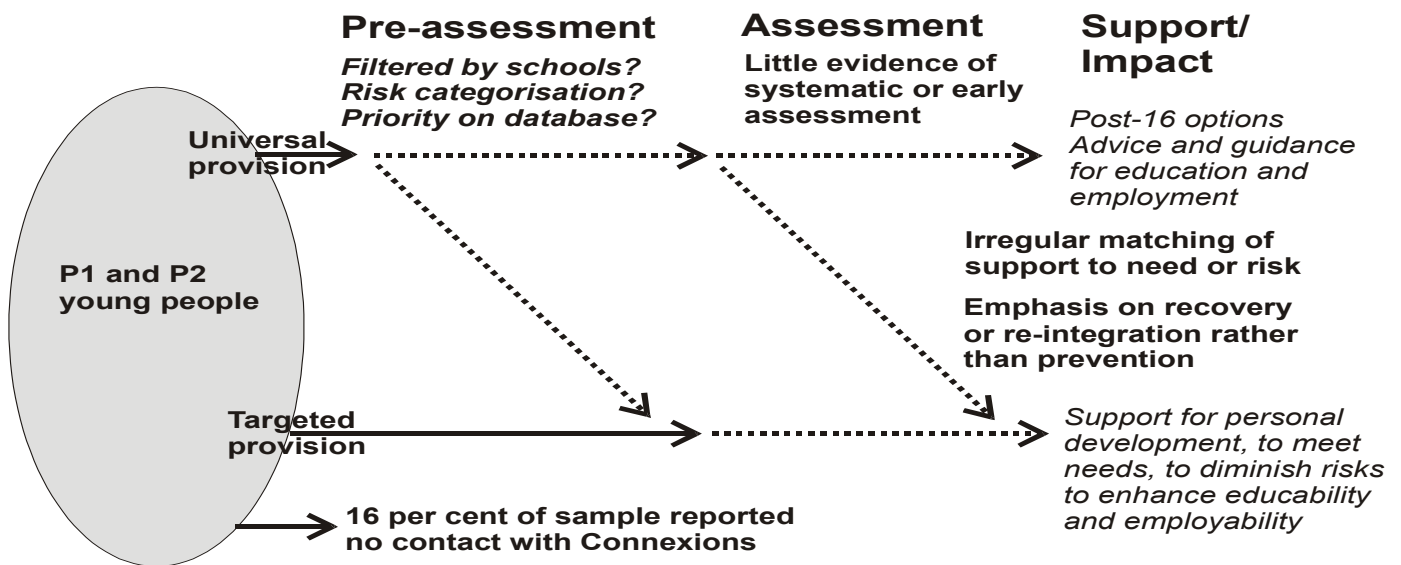 Pre-assessment
Filtered by schools?
Risk categorisation?
Priority on database?
Assessment
Little evidence of
systematic or early
assessment
Support/
Impact
Post-16 options
Advice and guidance
for education and
employment
Universal
provision
P1 and P2
young people
Irregular matching of
support to need or risk
Emphasis on recovery
or re-integration rather
than prevention
Targeted
provision
Support for personal
development, to meet
needs, to diminish risks
to enhance educability
and employability
16 per cent of sample reported
no contact with Connexions